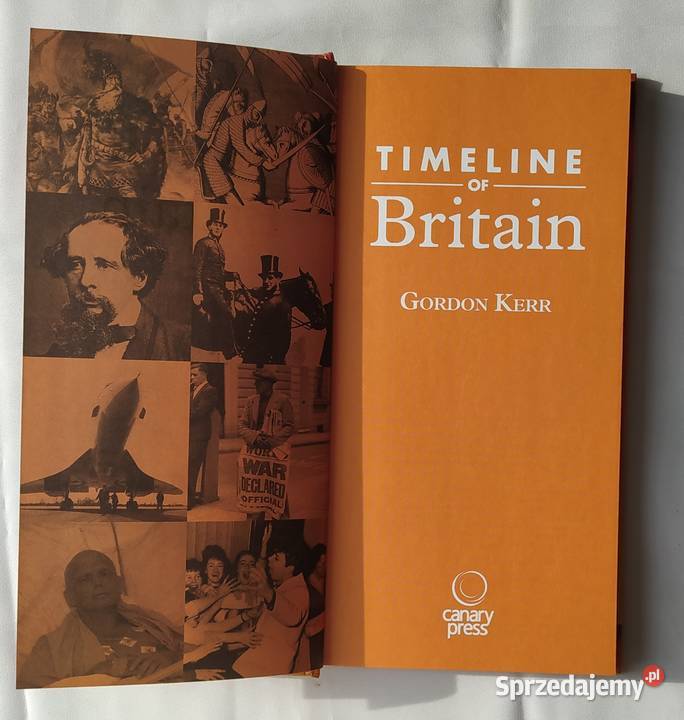 WAR
DECLARED
OFFICIAL
TIMELINE
OF
Britain
GORDON KERR
canary
press
Sprzedajemy.pl